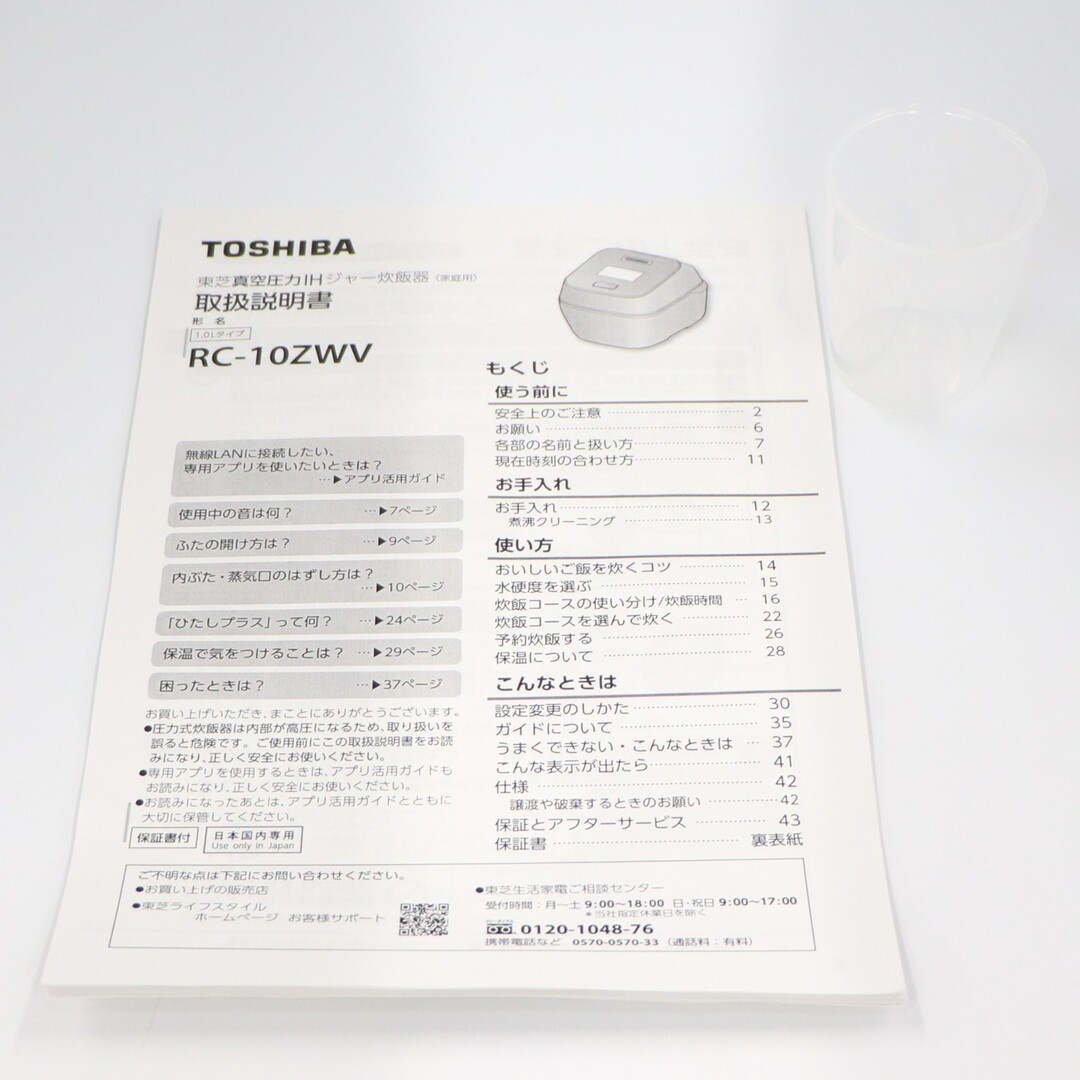 TOSHIBA
東芝真空圧力IHジャー炊飯器(家庭用)
取扱説明書
形 名
1.0Lタイプ
RC-10ZWV
無線LANに接続したい、
専用アプリを使いたいときは?
…▶アプリ活用ガイド
使用中の音は何? …▶7ページ
ふたの開け方は? …▶9ページ
内ぶた・蒸気口のはずし方は?
…▶10ページ
「ひたしプラス」って何? …▶24ページ
保温で気をつけることは? …▶29ページ
困ったときは? …▶37ページ
お買い上げいただき、まことにありがとうございます。
●圧力式炊飯器は内部が高圧になるため、取り扱いを
誤ると危険です。ご使用前にこの取扱説明書をお読
みになり、正しく安全にお使いください。
●専用アプリを使用するときは、アプリ活用ガイドも
お読みになり、正しく安全にお使いください。
●お読みになったあとは、アプリ活用ガイドとともに
大切に保管してください。
保証書付
日本国内専用
Use only in Japan
もくじ
使う前に
安全上のご注意 2
お願い 6
各部の名前と扱い方 7
現在時刻の合わせ方 11
お手入れ
お手入れ 12
煮沸クリーニング 13
使い方
おいしいご飯を炊くコツ 14
水硬度を選ぶ 15
炊飯コースの使い分け/炊飯時間 … 16
炊飯コースを選んで炊く 22
予約炊飯する 26
保温について 28
こんなときは
設定変更のしかた 30
ガイドについて 35
うまくできない・こんなときは … 37
こんな表示が出たら 41
仕様 42
譲渡や破棄するときのお願い 42
保証とアフターサービス 43
保証書 裏表紙
ご不明な点は下記にお問い合わせください。
●お買い上げの販売店
●東芝ライフスタイル
ホームページ お客様サポート
●東芝生活家電ご相談センター
受付時間:月~土 9:00~18:00 日・祝日 9:00~17:00
*当社指定休業日を除く
0120-1048-76
携帯電話など 0570-0570-33(通話料:有料)